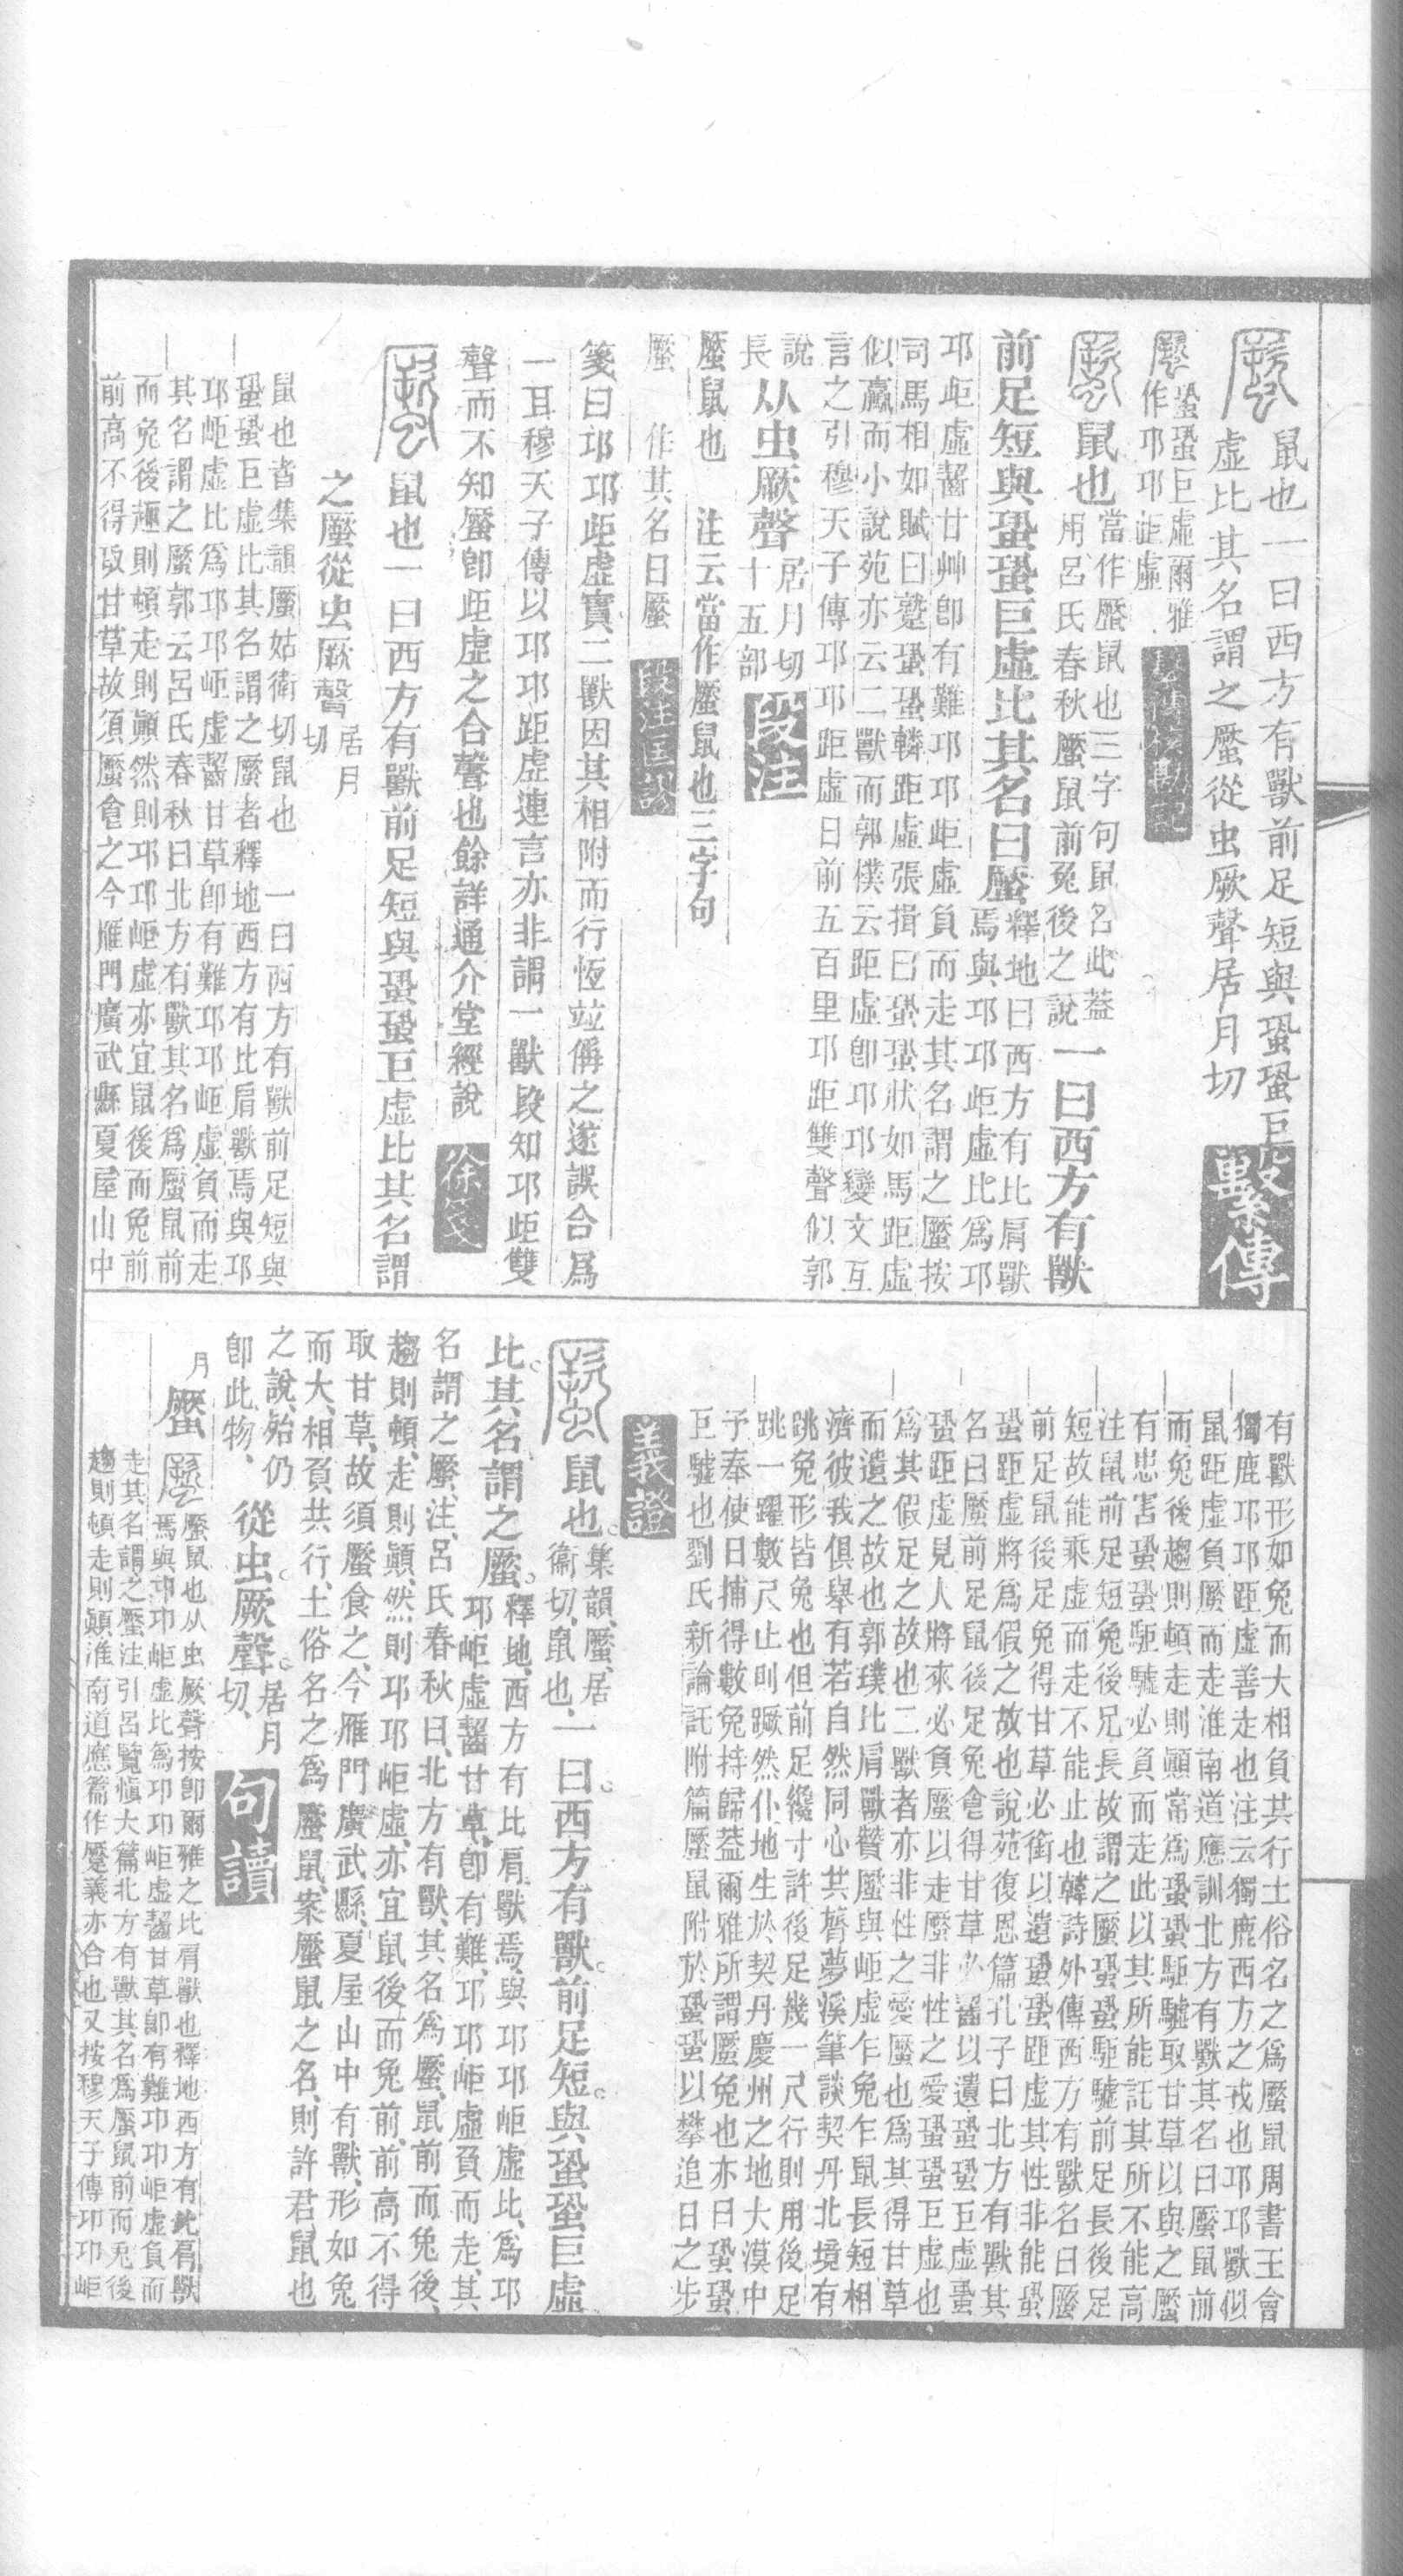 鼠也一曰西方有獸前足短與蛩蛩巨
虛比其名謂之蟨從虫厥聲居月切
繫傳
蛩蛩巨虛爾雅
作邛邛岠虛
鼠也
當作蟨鼠也三字句鼠名此蓋
用呂氏春秋蟨鼠前兔後之說
一曰西方有獸
前足短與蛩蛩巨虛比其名曰蟨
釋地曰西方有比肩獸
焉與邛邛岠虛比爲邛
邛岠虛齧甘艸卽有難邛邛岠虛負而走其名謂之蟨按
司馬相如賦曰蹵蛩蛩轔距虛張揖曰蛩蛩狀如馬距虛
似蠃而小說苑亦云二獸而郭樸云距虛卽邛邛變文互
言之引穆天子傳邛邛距虛日前五百里邛距雙聲似郭
說
長
从虫厥聲
居月切
十五部
段注
蟨鼠也　注云當作蟨鼠也三字句
蟨　作其名曰蟨
段注匡謬
箋曰邛邛岠虛實二獸因其相附而行恆竝偁之遂誤合爲
一耳穆天子傳以邛邛距虛連言亦非謂一獸段知邛岠雙
聲而不知蟨卽岠虛之合聲也餘詳通介堂經說
徐箋
鼠也一曰西方有獸前足短與蛩蛩巨虛比其名謂
之蟨從虫厥聲
居月
切
鼠也者集韻蟨姑衛切鼠也　一曰西方有獸前足短與
蛩蛩巨虛比其名謂之蟨者釋地西方有比肩獸焉與邛
邛岠虛比爲邛邛岠虛齧甘草卽有難邛邛岠虛負而走
其名謂之蟨郭云呂氏春秋曰北方有獸其名爲蟨鼠前
而兔後趨則頓走則顚然則邛邛岠虛亦宜鼠後而兔前
前高不得取甘草故須蟨食之今雁門廣武縣夏屋山中
有獸形如兔而大相負共行土俗名之爲蟨鼠周書王會
獨鹿邛邛距虛善走也注云獨鹿西方之戎也邛邛獸似
鼠距虛負蟨而走淮南道應訓北方有獸其名曰蟨鼠前
而兔後趨則頓走則顚常爲蛩蛩駏驉取甘草以與之蟨
有患害蛩蛩駏驉必負而走此以其所能託其所不能高
注鼠前足短兔後足長故謂之蟨蛩蛩駏驉前足長後足
短故能乘虛而走不能止也韓詩外傳西方有獸名曰蟨
前足鼠後足兔得甘草必銜以遺蛩蛩距虛其性非能蛩
蛩距虛將爲假之故也說苑復恩篇孔子曰北方有獸其
名曰蟨前足鼠後足兔食得甘草必齧以遺蛩蛩巨虛蛩
蛩距虛見人將來必負蟨以走蟨非性之愛蛩蛩巨虛也
爲其假足之故也二獸者亦非性之愛蟨也爲其得甘草
而遺之故也郭璞比肩獸贊蟨與岠虛乍兔乍鼠長短相
濟彼我俱舉有若自然同心共膂夢溪筆談契丹北境有
跳兔形皆兔也但前足纔寸許後足幾一尺行則用後足
跳一躍數尺止則蹶然仆地生於契丹慶州之地大漠中
予奉使日捕得數兔持歸蓋爾雅所謂蟨兔也亦曰蛩蛩
巨驉也劉氏新論託附篇蟨鼠附於蛩蛩以攀追日之步
義證
鼠也。
集韻、蟨、居
衞切、鼠也、
一曰。西方有獸。前足短。與蛩蛩巨虛
比。其名謂之蟨。
釋地、西方有比肩獸焉、與邛邛岠虛比、爲邛
邛岠虛齧甘草、卽有難、邛邛岠虛負而走、其
名謂之蟨、注、呂氏春秋曰、北方有獸、其名爲蟨、鼠前而兔後、
趨則頓、走則顚、然則邛邛岠虛、亦宜鼠後而兔前、前高不得
取甘草、故須蟨食之、今雁門廣武縣、夏屋山中有獸、形如兔
而大、相負共行、土俗名之爲蟨鼠、案蟨鼠之名、則許君鼠也
之說、殆仍
卽此物、
從虫。厥聲。
居月
切、
句讀
月
蟨
蟨鼠也从虫厥聲按卽爾雅之比肩獸也釋地西方有比肩獸
焉與邛邛岠虛比爲邛邛岠虛齧甘草卽有難邛邛岠虛負而
走其名謂之蟨注引呂覽愼大篇北方有獸其名爲蟨鼠前而兔後
趨則頓走則顚淮南道應篇作蹷義亦合也又按穆天子傳邛邛岠